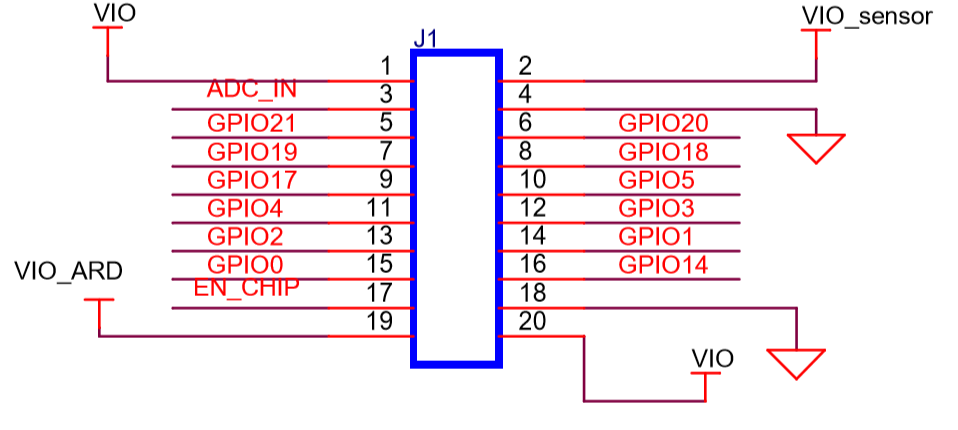 VIO VIO_sensor
J1
1 2
ADC_IN 3 4
GPIO21 5 6 GPIO20
GPIO19 7 8 GPIO18
GPIO17 9 10 GPIO5
GPIO4 11 12 GPIO3
GPIO2 13 14 GPIO1
GPIO0 15 16 GPIO14
VIO_ARD
EN_CHIP 17 18
19 20
VIO